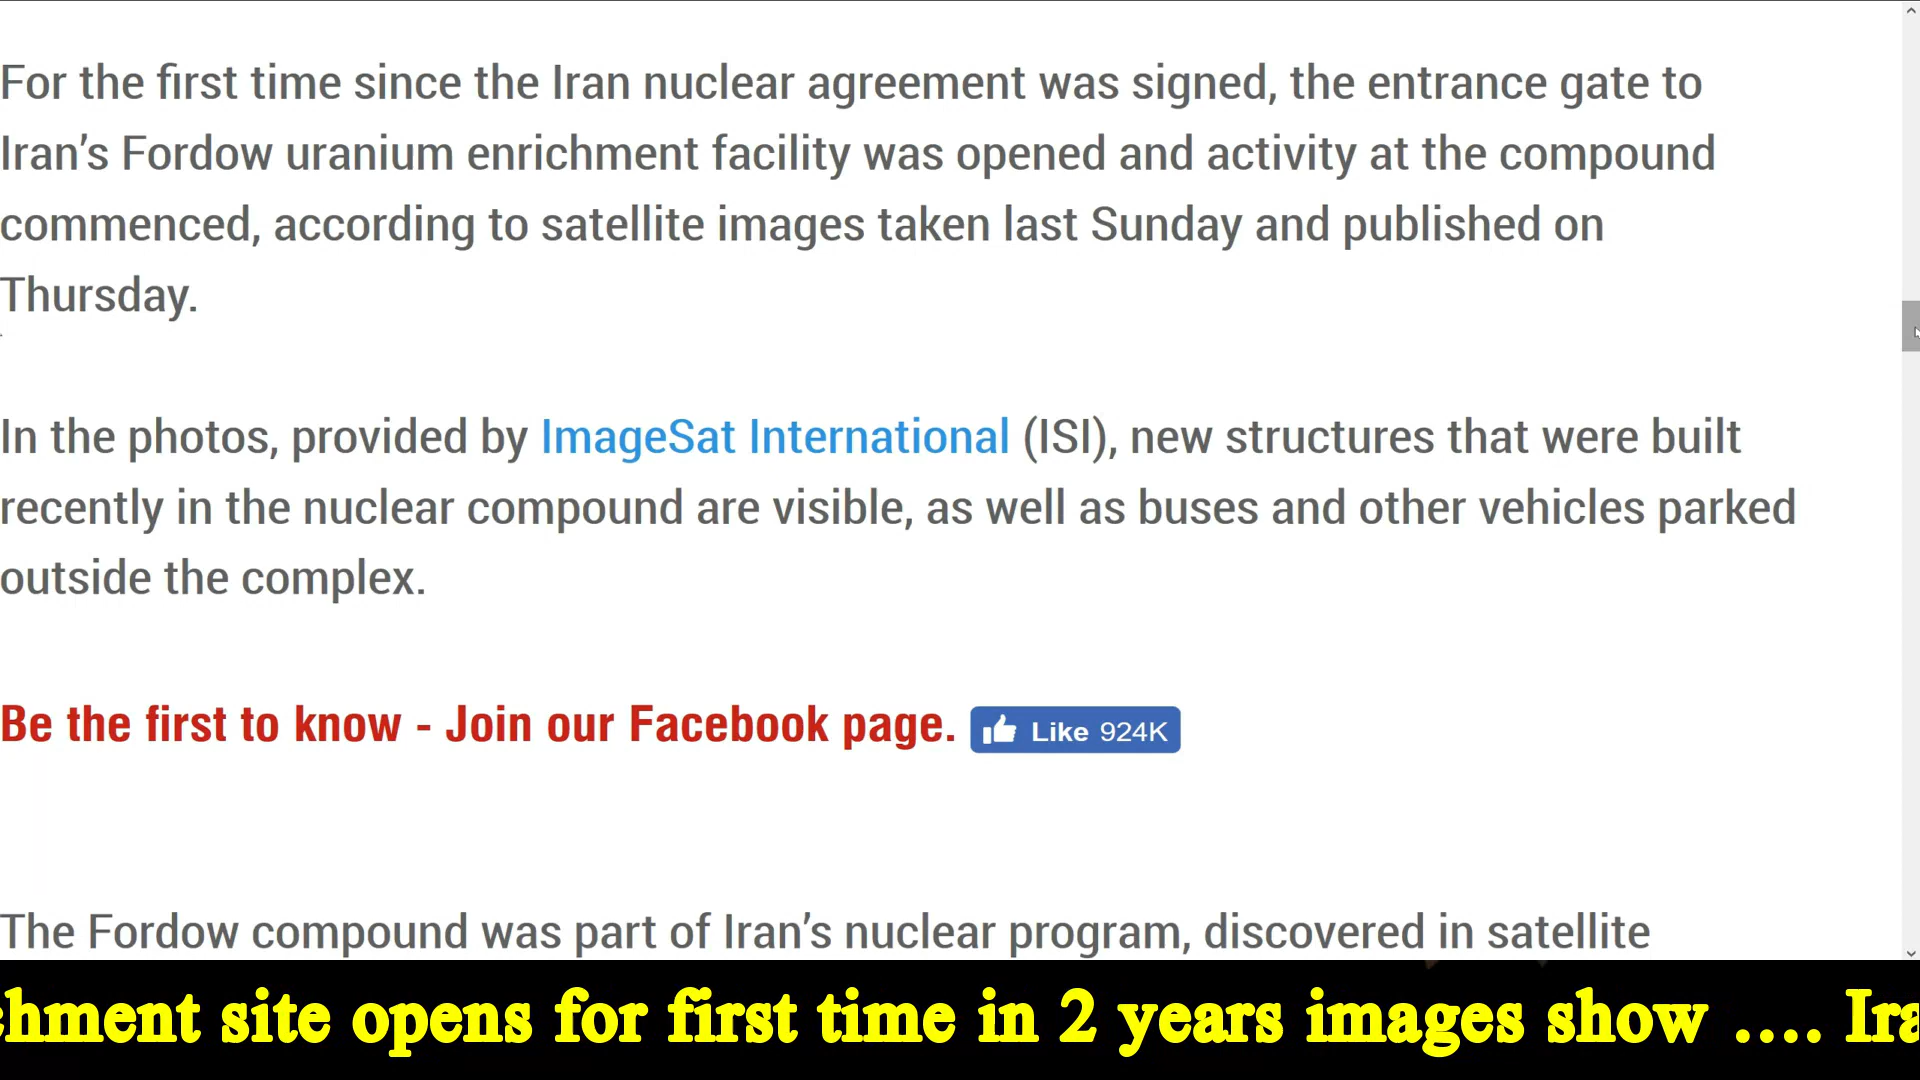 For the first time since the Iran nuclear agreement was signed, the entrance gate to
Iran’s Fordow uranium enrichment facility was opened and activity at the compound
commenced, according to satellite images taken last Sunday and published on
Thursday.
In the photos, provided by ImageSat International (ISI), new structures that were built
recently in the nuclear compound are visible, as well as buses and other vehicles parked
outside the complex.
Be the first to know - Join our Facebook page. Like 924K
The Fordow compound was part of Iran’s nuclear program, discovered in satellite
chment site opens for first time in 2 years images show .... Ira